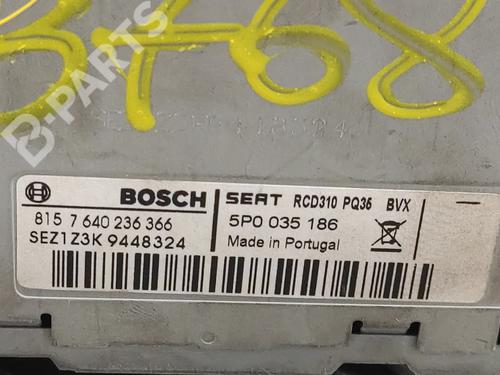 B-PARTS
3768
BOSCH
815 7 640 236 366
SEZ1Z3K 9448324
SEAT RCD310 PQ35 BVX
5P0 035 186
Made in Portugal